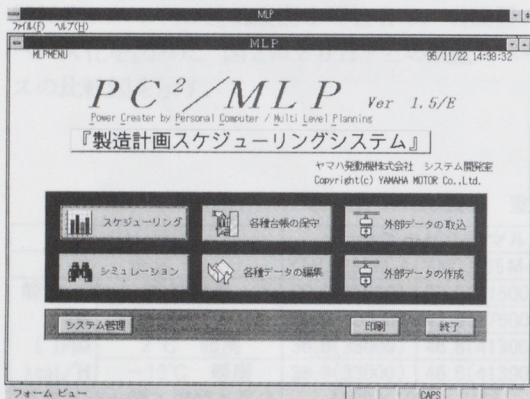 MLP
ファイル(F) ヘルプ(H)
MLP
MLPMENU
95/11/22 14:39:32
PC²/MLP Ver 1.5/E
Power Creater by Personal Computer / Multi Level Planning
『製造計画スケジューリングシステム』
ヤマハ発動機株式会社 システム開発室
Copyright(c) YAMAHA MOTOR Co.,Ltd.
スケジューリング
各種台帳の保守
外部データの取込
シミュレーション
各種データの編集
外部データの作成
システム管理
印刷
終了
フォーム ビュー
CAPS